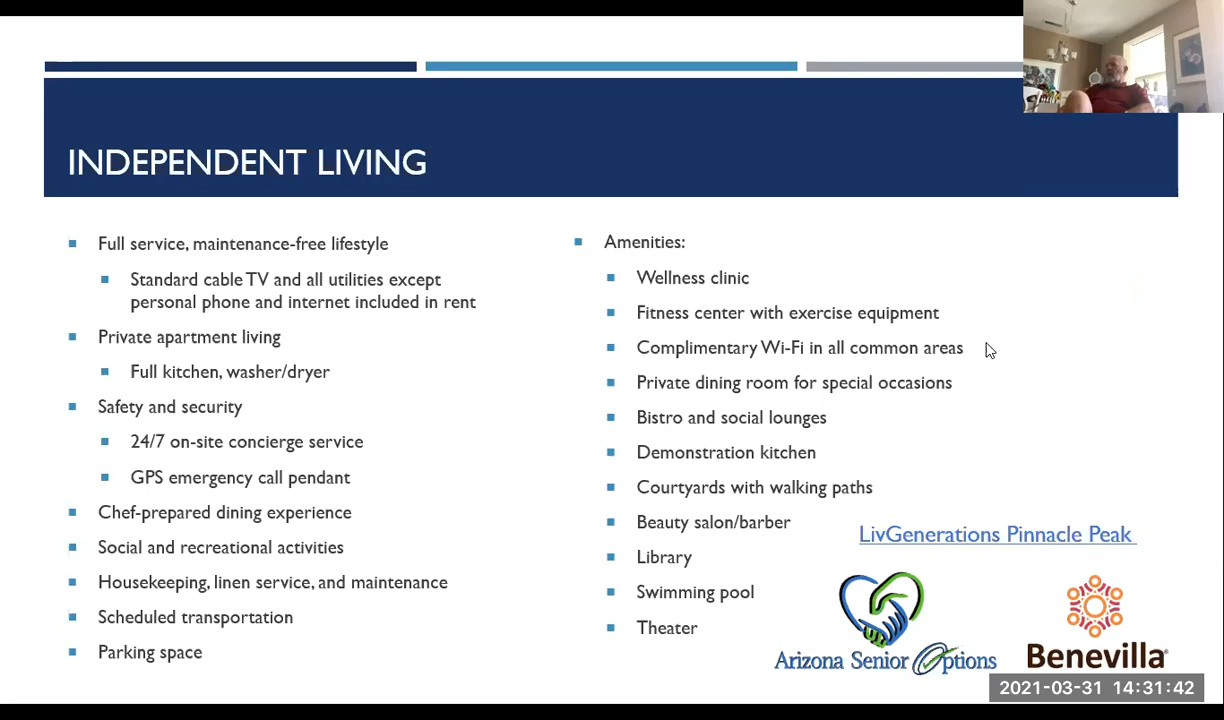 INDEPENDENT LIVING
Full service, maintenance-free lifestyle
Standard cable TV and all utilities except
personal phone and internet included in rent
Private apartment living
Full kitchen, washer/dryer
Safety and security
24/7 on-site concierge service
GPS emergency call pendant
Chef-prepared dining experience
Social and recreational activities
Housekeeping, linen service, and maintenance
Scheduled transportation
Parking space
Amenities:
Wellness clinic
Fitness center with exercise equipment
Complimentary Wi-Fi in all common areas
Private dining room for special occasions
Bistro and social lounges
Demonstration kitchen
Courtyards with walking paths
Beauty salon/barber
Library
Swimming pool
Theater
LivGenerations Pinnacle Peak
Arizona Senior Options
Benevilla®
2021-03-31 14:31:42